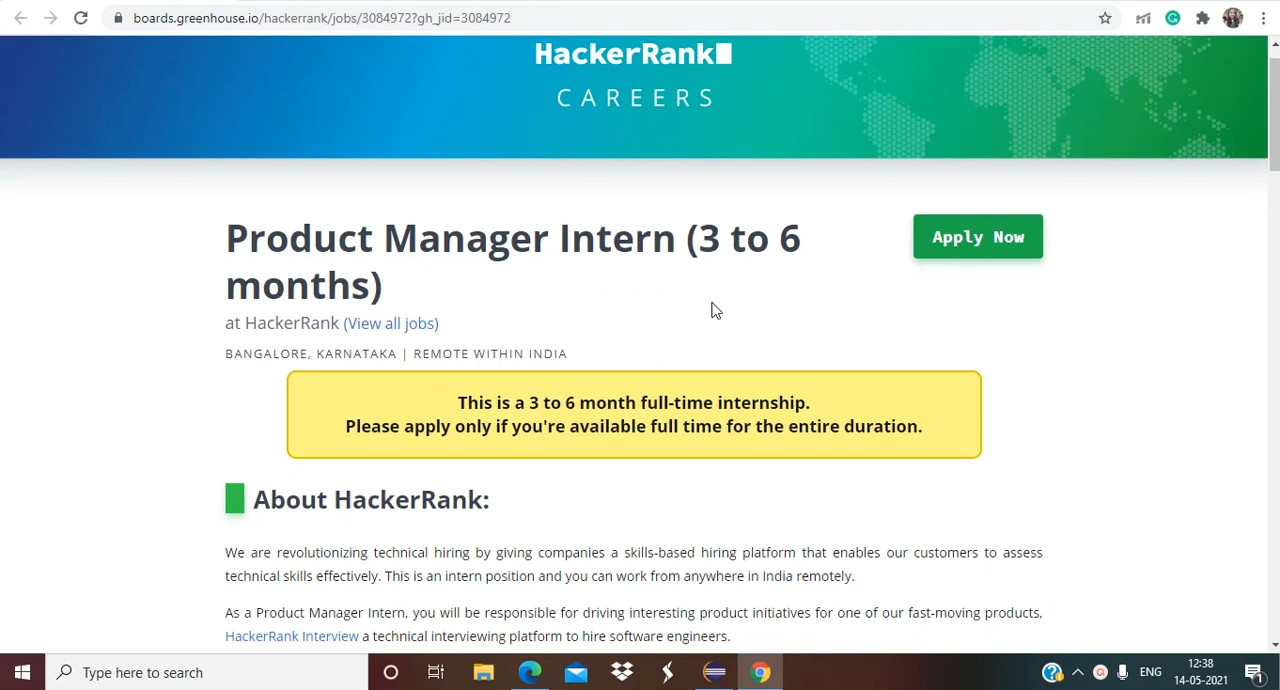 boards.greenhouse.io/hackerrank/jobs/3084972?gh_jid=3084972
HackerRank
CAREERS
Product Manager Intern (3 to 6
months)
Apply Now
at HackerRank (View all jobs)
BANGALORE, KARNATAKA | REMOTE WITHIN INDIA
This is a 3 to 6 month full-time internship.
Please apply only if you're available full time for the entire duration.
About HackerRank:
We are revolutionizing technical hiring by giving companies a skills-based hiring platform that enables our customers to assess
technical skills effectively. This is an intern position and you can work from anywhere in India remotely.
As a Product Manager Intern, you will be responsible for driving interesting product initiatives for one of our fast-moving products,
HackerRank Interview a technical interviewing platform to hire software engineers.
Type here to search
ENG
12:38
14-05-2021
1